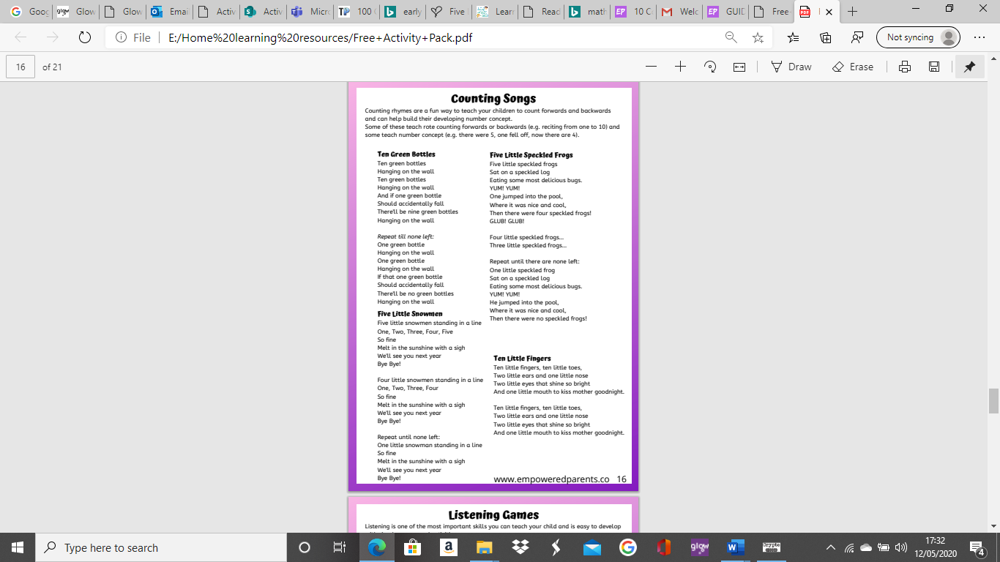 Goog
Glow
Glow
Emai
Activ
Activ
Micro
100 C
early
Five l
Learr
Read
math
10 Co
Welc
GUID
Free
File
E:/Home%20learning%20resources/Free+Activity+Pack.pdf
Not syncing
16
of 21
Draw
Erase
Counting Songs
Counting rhymes are a fun way to teach your children to count forwards and backwards
and can help build their developing number concept.
Some of these teach rote counting forwards or backwards (e.g. reciting from one to 10) and
some teach number concept (e.g. there were 5, one fell off, now there are 4).
Ten Green Bottles
Ten green bottles
Hanging on the wall
Ten green bottles
Hanging on the wall
And if one green bottle
Should accidentally fall
There'll be nine green bottles
Hanging on the wall
Repeat till none left:
One green bottle
Hanging on the wall
One green bottle
Hanging on the wall
If that one green bottle
Should accidentally fall
There'll be no green bottles
Hanging on the wall
Five Little Snowmen
Five little snowmen standing in a line
One, Two, Three, Four, Five
So fine
Melt in the sunshine with a sigh
We'll see you next year
Bye Bye!
Four little snowmen standing in a line
One, Two, Three, Four
So fine
Melt in the sunshine with a sigh
We'll see you next year
Bye Bye!
Repeat until none left:
One little snowman standing in a line
So fine
Melt in the sunshine with a sigh
We'll see you next year
Bye Bye!
Five Little Speckled Frogs
Five little speckled frogs
Sat on a speckled log
Eating some most delicious bugs.
YUM! YUM!
One jumped into the pool,
Where it was nice and cool,
Then there were four speckled frogs!
GLUB! GLUB!
Four little speckled frogs...
Three little speckled frogs...
Repeat until there are none left:
One little speckled frog
Sat on a speckled log
Eating some most delicious bugs.
YUM! YUM!
He jumped into the pool,
Where it was nice and cool,
Then there were no speckled frogs!
Ten Little Fingers
Ten little fingers, ten little toes,
Two little ears and one little nose
Two little eyes that shine so bright
And one little mouth to kiss mother goodnight.
Ten little fingers, ten little toes,
Two little ears and one little nose
Two little eyes that shine so bright
And one little mouth to kiss mother goodnight.
www.empoweredparents.co 16
Listening Games
Listening is one of the most important skills you can teach your child and is easy to develop
Type here to search
glow
17:32
12/05/2020
4